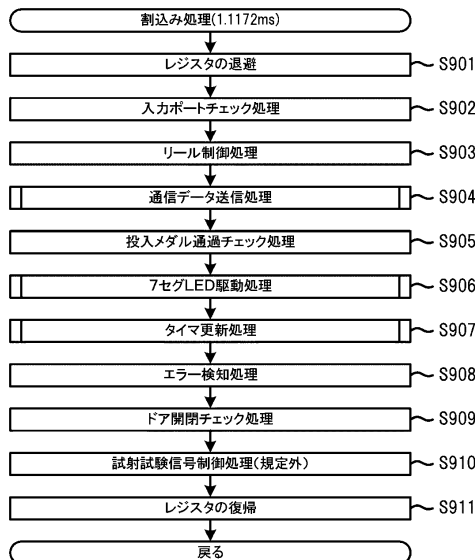 割込み処理(1.1172ms)
レジスタの退避 S901
入力ポートチェック処理 S902
リール制御処理 S903
通信データ送信処理 S904
投入メダル通過チェック処理 S905
7セグLED駆動処理 S906
タイマ更新処理 S907
エラー検知処理 S908
ドア開閉チェック処理 S909
試射試験信号制御処理(規定外) S910
レジスタの復帰 S911
戻る